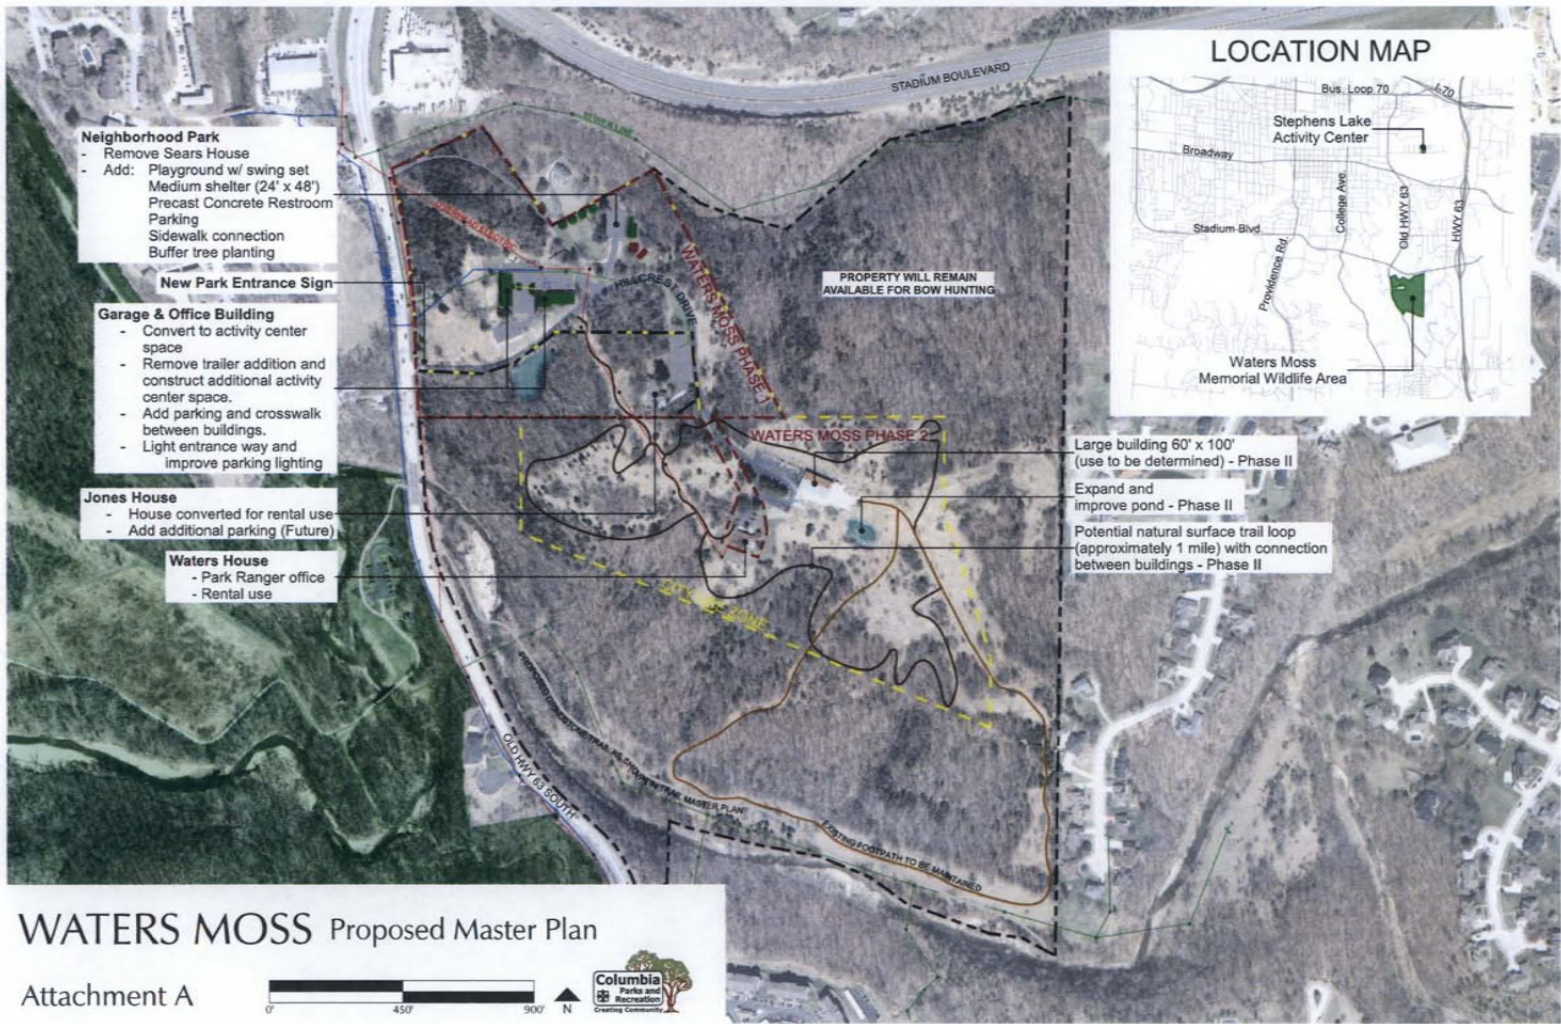 STADIUM BOULEVARD
LOCATION MAP
Bus. Loop 70
I-70
Stephens Lake
Activity Center
Broadway
College Ave.
Old HWY 63
HWY 63
Stadium Blvd.
Providence Rd.
Waters Moss
Memorial Wildlife Area
Neighborhood Park
- Remove Sears House
- Add: Playground w/ swing set
Medium shelter (24' x 48')
Precast Concrete Restroom
Parking
Sidewalk connection
Buffer tree planting
New Park Entrance Sign
Garage & Office Building
- Convert to activity center
space
- Remove trailer addition and
construct additional activity
center space.
- Add parking and crosswalk
between buildings.
- Light entrance way and
improve parking lighting
Jones House
- House converted for rental use
- Add additional parking (Future)
Waters House
- Park Ranger office
- Rental use
HILLCREST DRIVE
WATERS MOSS PHASE 1
PROPERTY WILL REMAIN
AVAILABLE FOR BOW HUNTING
WATERS MOSS PHASE 2
Large building 60' x 100'
(use to be determined) - Phase II
Expand and
improve pond - Phase II
Potential natural surface trail loop
(approximately 1 mile) with connection
between buildings - Phase II
OLD HWY 63 SOUTH
EXISTING FOOTPATH TO BE MAINTAINED
WATERS MOSS Proposed Master Plan
Attachment A
0' 450' 900' N
Columbia
Parks and
Recreation
Creating Community